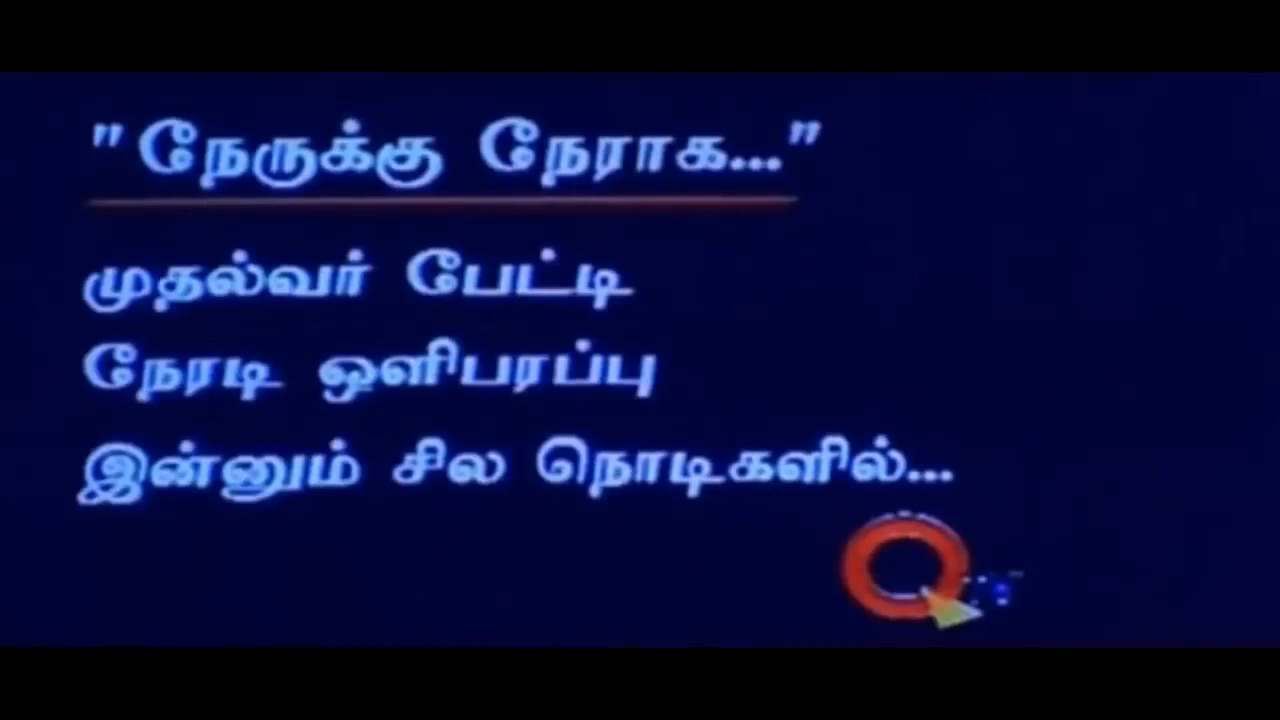 "நேருக்கு நேராக..."
முதல்வர் பேட்டி
நேரடி ஒளிபரப்பு
இன்னும் சில நொடிகளில்...